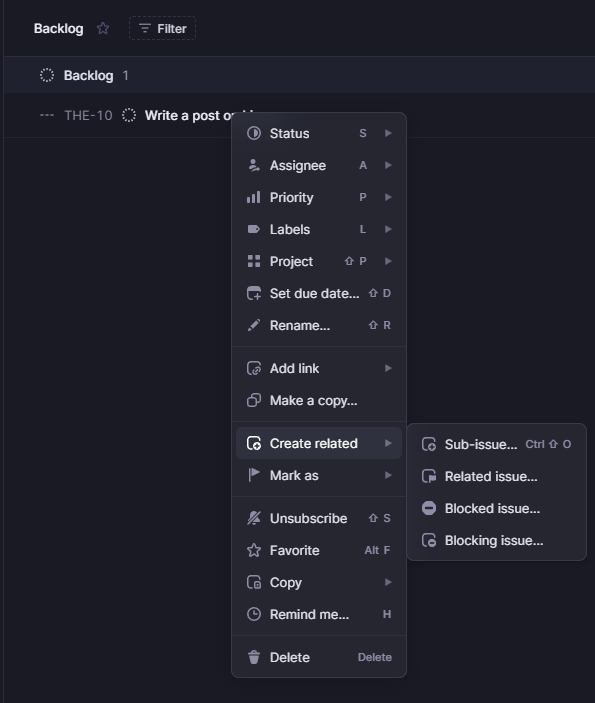 Backlog
Filter
Backlog 1
THE-10 Write a post
Status S
Assignee A
Priority P
Labels L
Project ⇧ P
Set due date... ⇧ D
Rename... ⇧ R
Add link
Make a copy...
Create related
Mark as
Unsubscribe ⇧ S
Favorite Alt F
Copy
Remind me... H
Delete Delete
Sub-issue... Ctrl ⇧ O
Related issue...
Blocked issue...
Blocking issue...